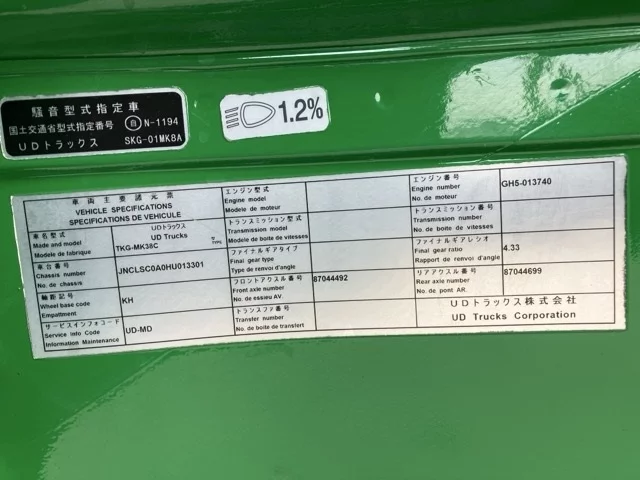 騒音型式指定車
国土交通省型式指定番号 自 N-1194
UDトラックス SKG-01MK8A
1.2%
車両主要諸元票
VEHICLE SPECIFICATIONS
SPECIFICATIONS DE VEHICULE
車名型式
Made and model
Modele de fabrique
UDトラックス
UD Trucks
TKG-MK38C
TYPE
車台番号
Chassis number
No. de chassis
JNCLSC0A0HU013301
軸距記号
Wheel base code
Empattement
KH
サービスインフォコード
Service info Code
Information Maintenance
UD-MD
エンジン型式
Engine model
Modele de moteur
トランスミッション型式
Transmission model
Modele de boite de vitesses
ファイナルギアタイプ
Final gear type
Type de renvoi d'angle
フロントアクスル番号
Front axle number
No. de essieu AV.
87044492
トランスファ番号
Transfer number
No. de boite de transfert
エンジン番号
Engine number
No. de moteur
GH5-013740
トランスミッション番号
Transmission number
No. de boite de vitesses
ファイナルギアレシオ
Final gear ratio
Rapport de renvoi d'angle
4.33
リアアクスル番号
Rear axle number
No. de pont AR.
87044699
UDトラックス株式会社
UD Trucks Corporation